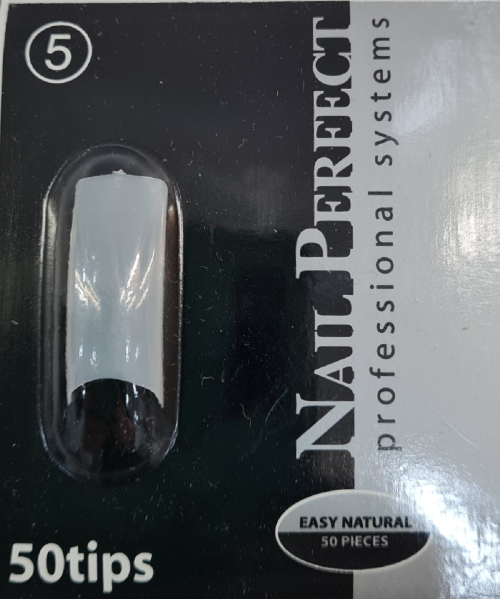 5
NAIL PERFECT
professional systems
EASY NATURAL
50 PIECES
50tips